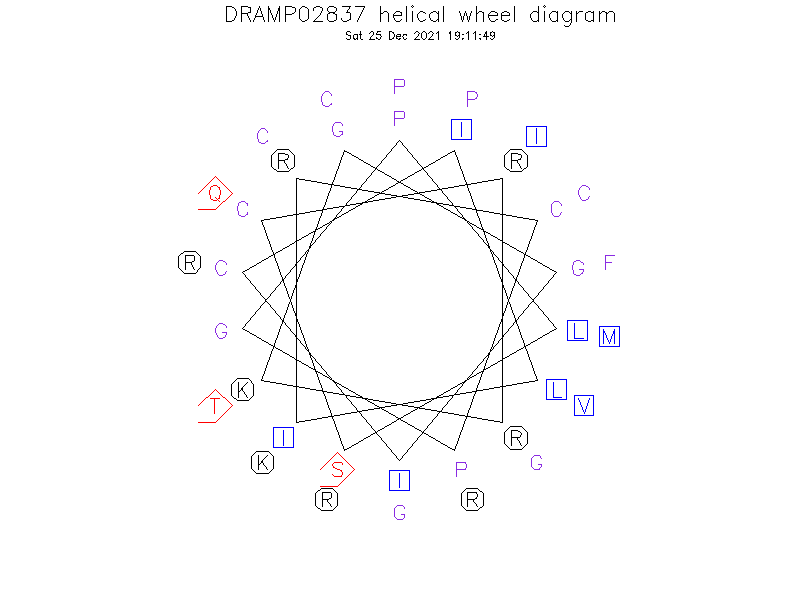 DRAMP02837 helical wheel diagram
Sat 25 Dec 2021 19:11:49
P
C P
P
G I
C I
R R
Q C
C C
R C G F
G L M
K L
T V
I R
K G
S P
I
R R
G